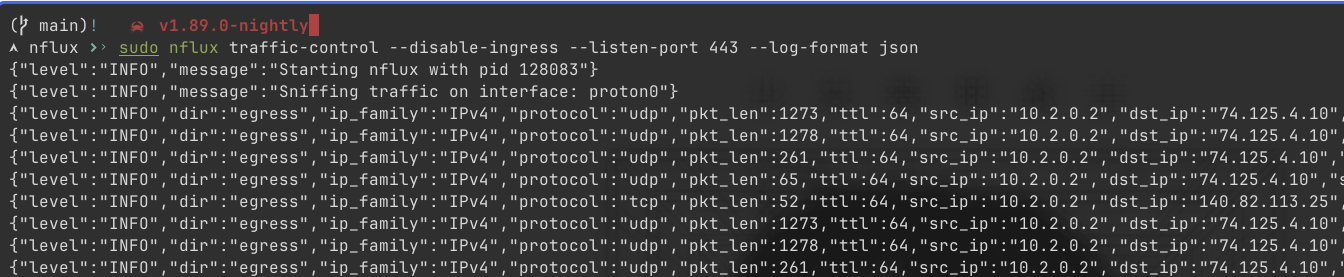 ( main)! v1.89.0-nightly
nflux sudo nflux traffic-control --disable-ingress --listen-port 443 --log-format json
{"level":"INFO","message":"Starting nflux with pid 128083"}
{"level":"INFO","message":"Sniffing traffic on interface: proton0"}
{"level":"INFO","dir":"egress","ip_family":"IPv4","protocol":"udp","pkt_len":1273,"ttl":64,"src_ip":"10.2.0.2","dst_ip":"74.125.4.10",
{"level":"INFO","dir":"egress","ip_family":"IPv4","protocol":"udp","pkt_len":1278,"ttl":64,"src_ip":"10.2.0.2","dst_ip":"74.125.4.10",
{"level":"INFO","dir":"egress","ip_family":"IPv4","protocol":"udp","pkt_len":261,"ttl":64,"src_ip":"10.2.0.2","dst_ip":"74.125.4.10",
{"level":"INFO","dir":"egress","ip_family":"IPv4","protocol":"udp","pkt_len":65,"ttl":64,"src_ip":"10.2.0.2","dst_ip":"74.125.4.10","s
{"level":"INFO","dir":"egress","ip_family":"IPv4","protocol":"tcp","pkt_len":52,"ttl":64,"src_ip":"10.2.0.2","dst_ip":"140.82.113.25",
{"level":"INFO","dir":"egress","ip_family":"IPv4","protocol":"udp","pkt_len":1273,"ttl":64,"src_ip":"10.2.0.2","dst_ip":"74.125.4.10",
{"level":"INFO","dir":"egress","ip_family":"IPv4","protocol":"udp","pkt_len":1278,"ttl":64,"src_ip":"10.2.0.2","dst_ip":"74.125.4.10",
{"level":"INFO","dir":"egress","ip_family":"IPv4","protocol":"udp","pkt_len":261,"ttl":64,"src_ip":"10.2.0.2","dst_ip":"74.125.4.10",